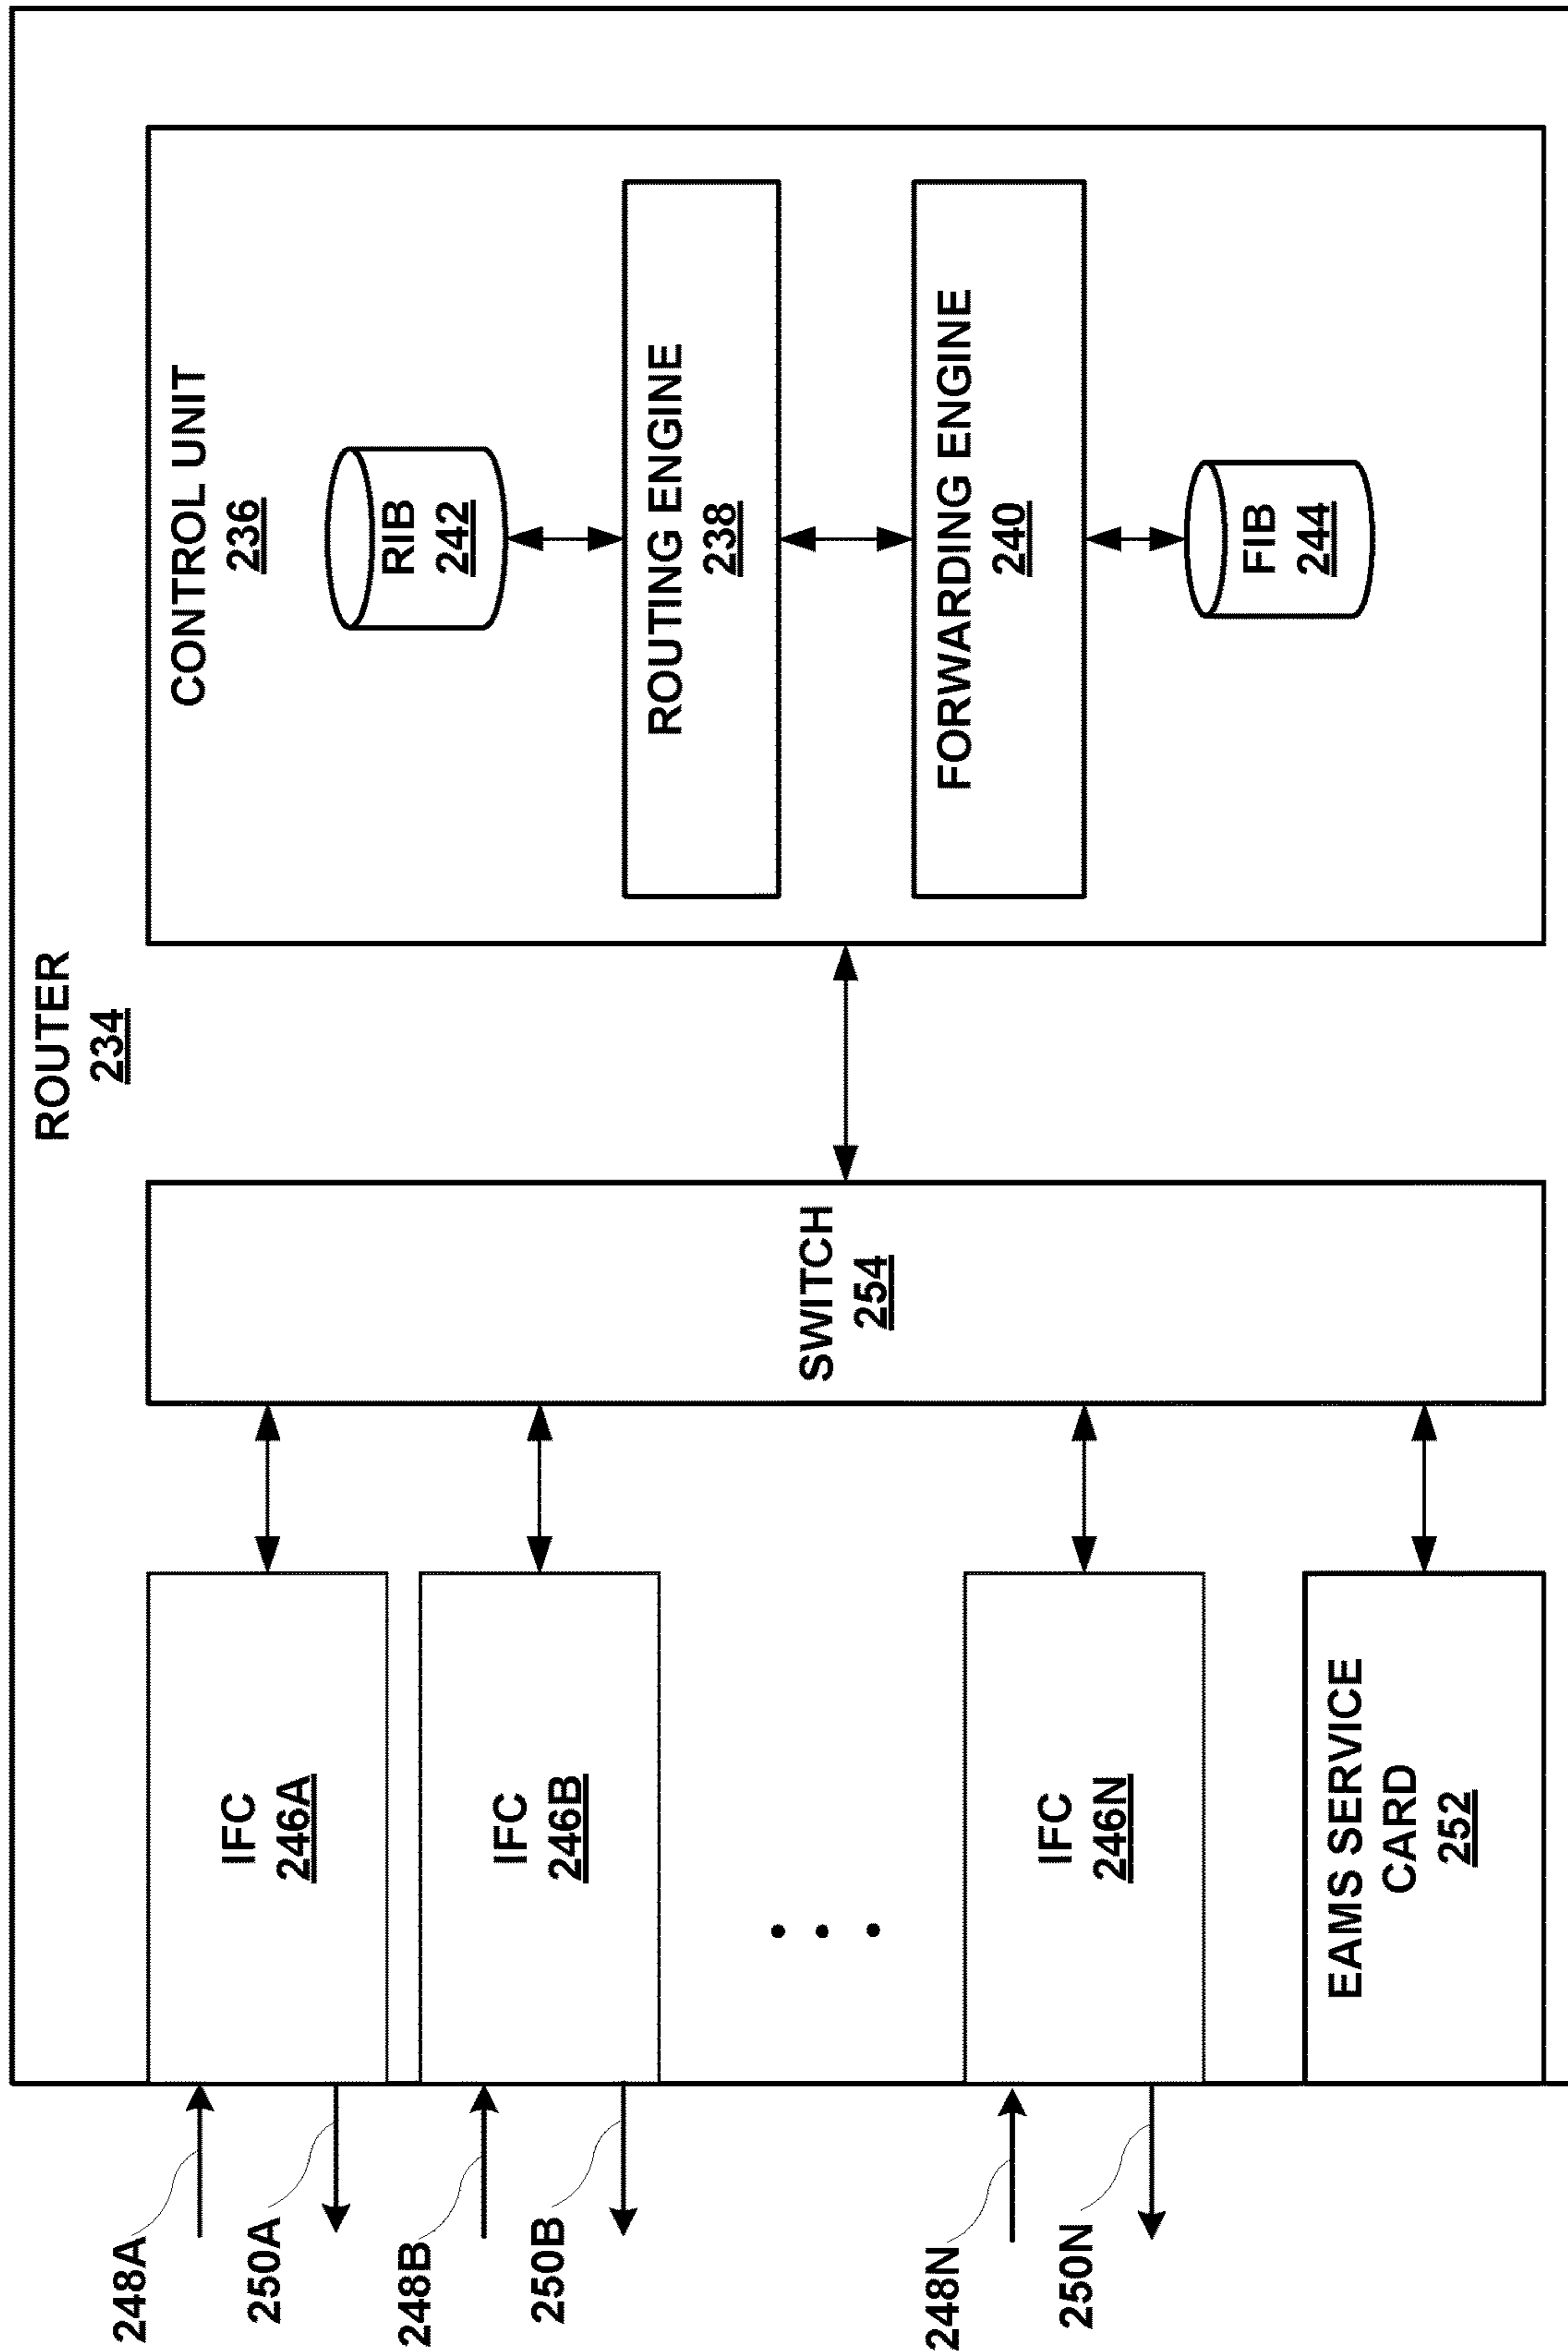 ROUTER
234
CONTROL UNIT
236
RIB
242
ROUTING ENGINE
238
FORWARDING ENGINE
240
FIB
244
SWITCH
254
IFC
246A
IFC
246B
IFC
246N
EAMS SERVICE
CARD
252
248A
250A
248B
250B
248N
250N